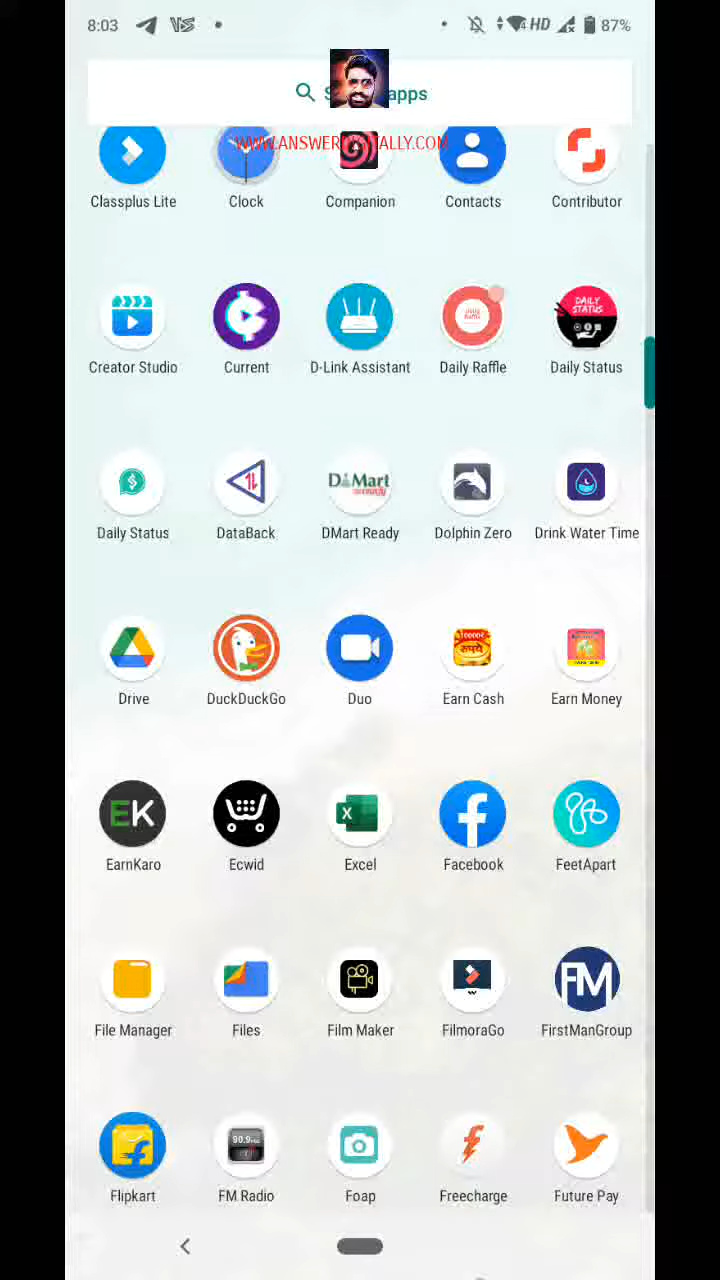 8:03 HD 87%
apps
WWW.ANSWER TALLY.COM
Classplus Lite Clock Companion Contacts Contributor
DAILY STATUS
Creator Studio Current D-Link Assistant Daily Raffle Daily Status
DMart
Daily Status DataBack DMart Ready Dolphin Zero Drink Water Time
रुपये
Drive DuckDuckGo Duo Earn Cash Earn Money
EK X f
EarnKaro Ecwid Excel Facebook FeetApart
FM
File Manager Files Film Maker FilmoraGo FirstManGroup
90.9
Flipkart FM Radio Foap Freecharge Future Pay